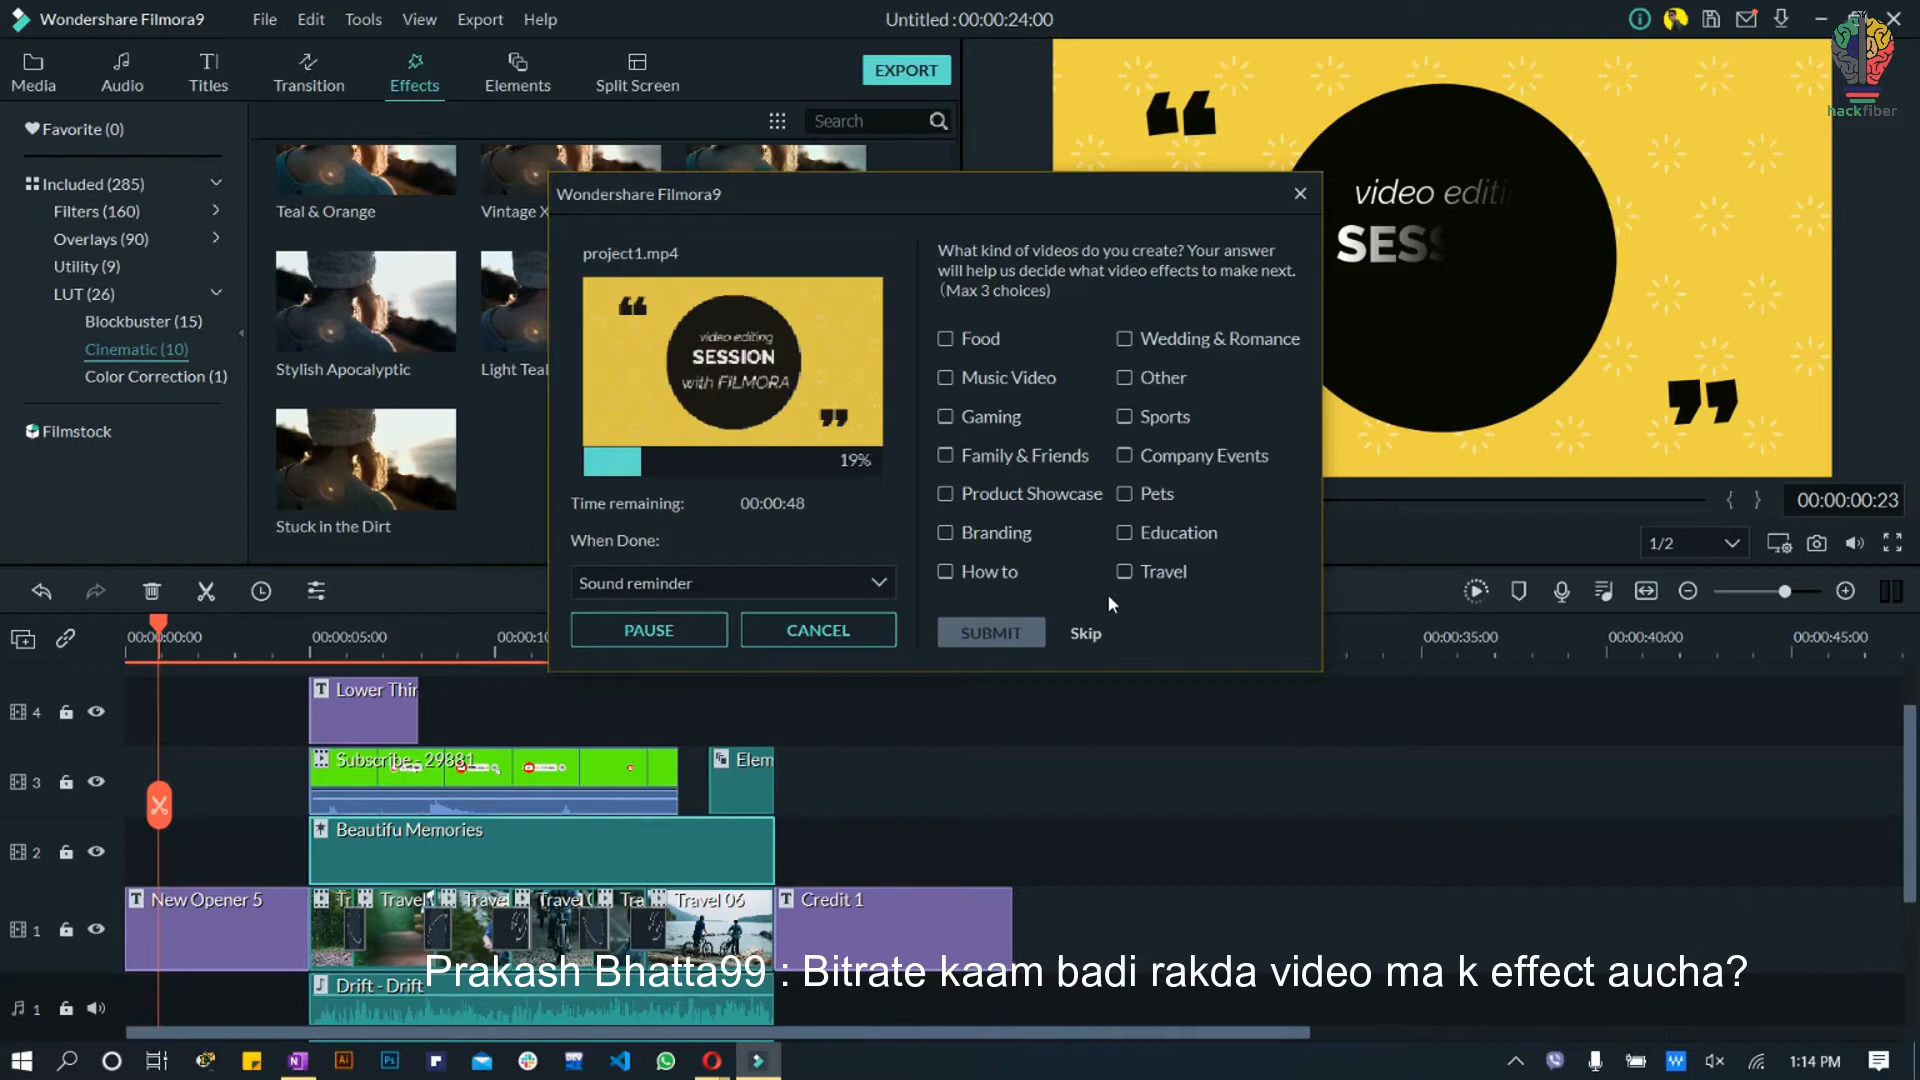 Wondershare Filmora9
File Edit Tools View Export Help
Untitled : 00:00:24:00
Media Audio Titles Transition Effects Elements Split Screen
EXPORT
hackfiber
Favorite (0)
Search
Included (285)
Filters (160)
Overlays (90)
Utility (9)
LUT (26)
Blockbuster (15)
Cinematic (10)
Color Correction (1)
Filmstock
Teal & Orange
Vintage X
Stylish Apocalyptic
Light Teal
Stuck in the Dirt
Wondershare Filmora9
project1.mp4
video editing
SESSION
with FILMORA
19%
Time remaining: 00:00:48
When Done:
Sound reminder
PAUSE CANCEL
What kind of videos do you create? Your answer
will help us decide what video effects to make next.
(Max 3 choices)
Food Wedding & Romance
Music Video Other
Gaming Sports
Family & Friends Company Events
Product Showcase Pets
Branding Education
How to Travel
SUBMIT Skip
video editi
SESS
00:00:00:23
1/2
00:00:00:00 00:00:05:00 00:00:10 00:00:35:00 00:00:40:00 00:00:45:00
4 Lower Thir
3 Subscribe - 29881 Elem
2 Beautifu Memories
1 New Opener 5 Tr Travel Trave Travel Tra Travel 06 Credit 1
Prakash Bhatta99 : Bitrate kaam badi rakda video ma k effect aucha?
1 Drift - Drift
1:14 PM